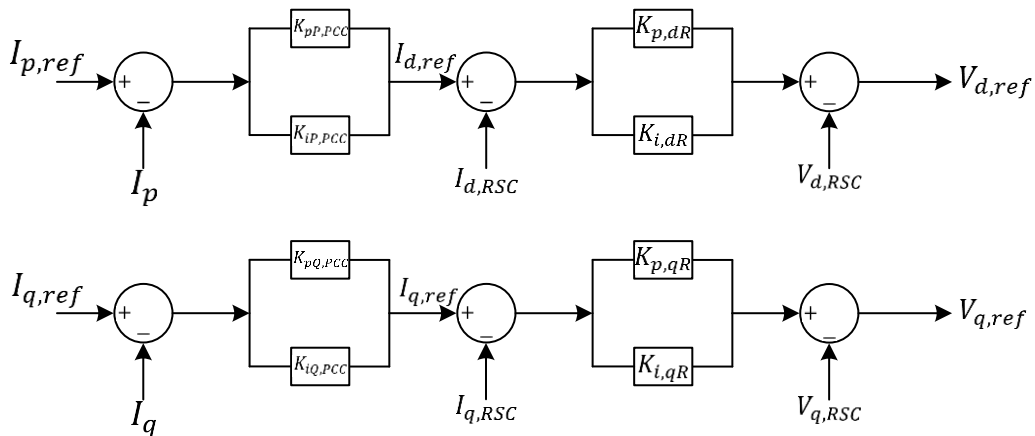 K_{pP,PCC}
K_{p,dR}
I_{p,ref}
+
−
I_{d,ref}
+
−
+
−
V_{d,ref}
K_{iP,PCC}
K_{i,dR}
I_p
I_{d,RSC}
V_{d,RSC}
K_{pQ,PCC}
K_{p,qR}
I_{q,ref}
+
−
I_{q,ref}
+
−
+
−
V_{q,ref}
K_{iQ,PCC}
K_{i,qR}
I_q
I_{q,RSC}
V_{q,RSC}